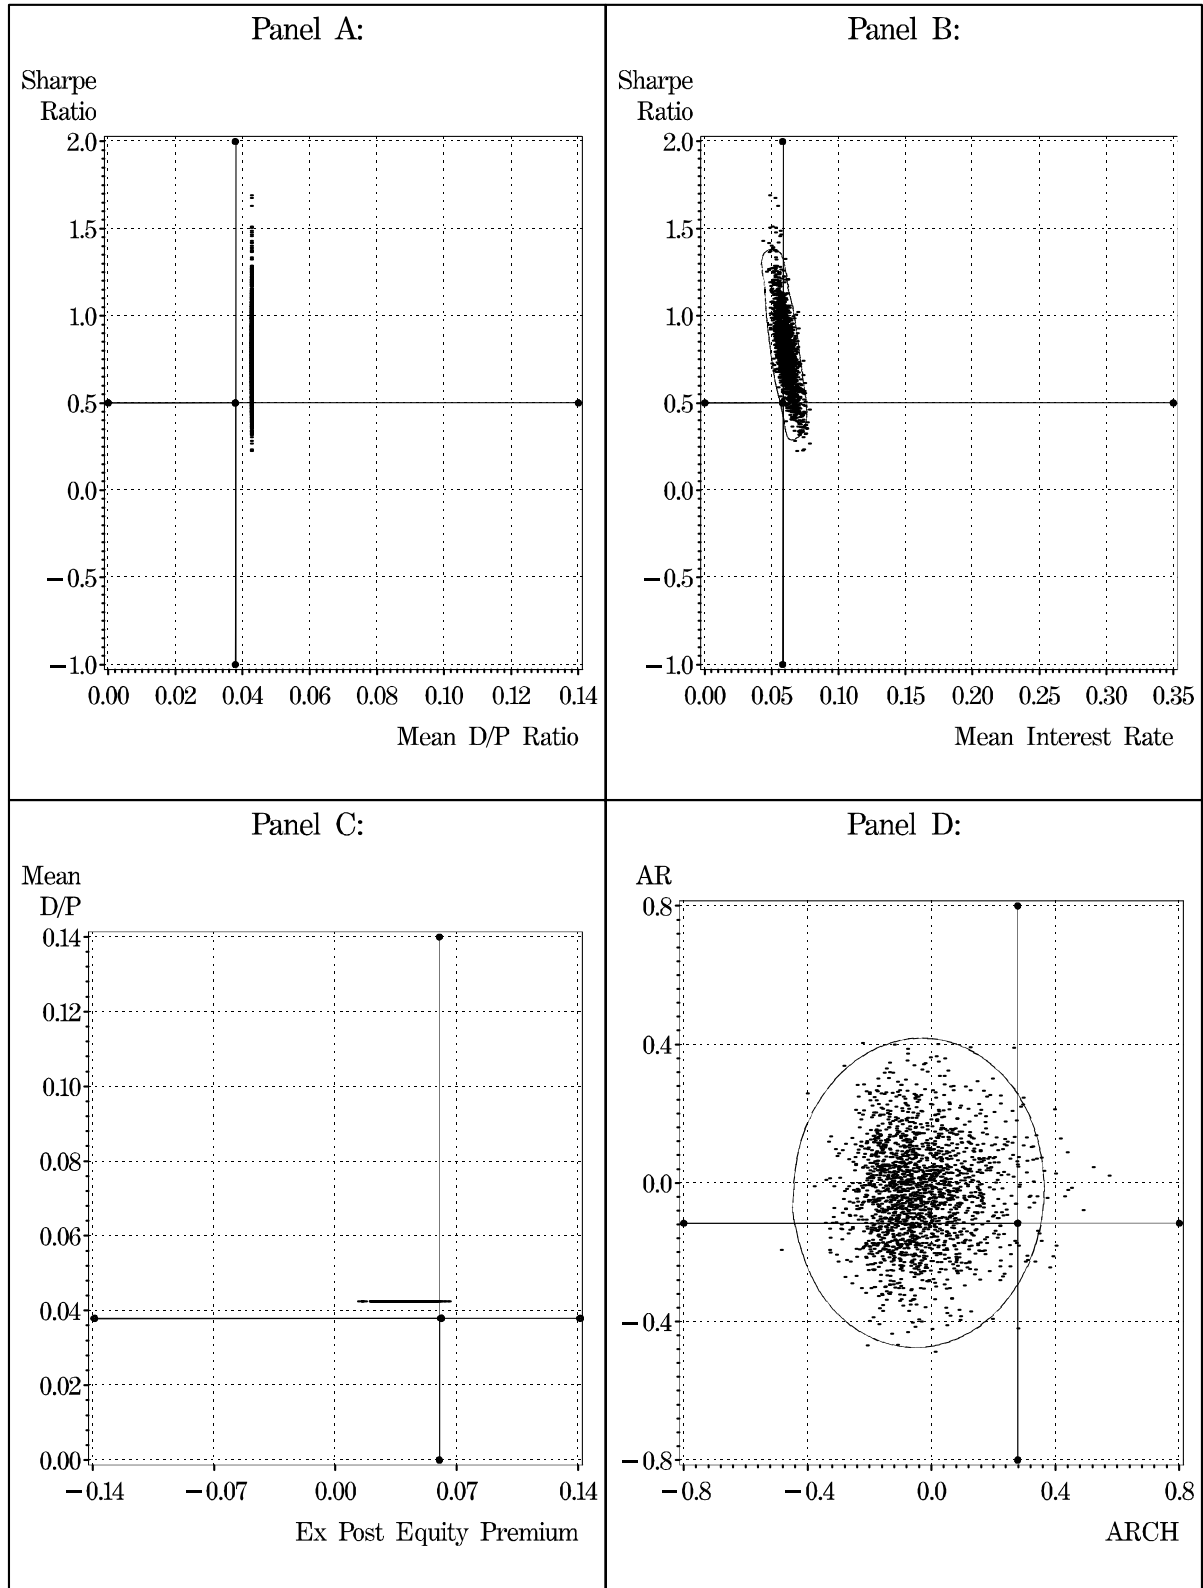 Panel A:
Sharpe
Ratio
2.0
1.5
1.0
0.5
0.0
−0.5
−1.0
0.00 0.02 0.04 0.06 0.08 0.10 0.12 0.14
Mean D/P Ratio
Panel B:
Sharpe
Ratio
2.0
1.5
1.0
0.5
0.0
−0.5
−1.0
0.00 0.05 0.10 0.15 0.20 0.25 0.30 0.35
Mean Interest Rate
Panel C:
Mean
D/P
0.14
0.12
0.10
0.08
0.06
0.04
0.02
0.00
−0.14 −0.07 0.00 0.07 0.14
Ex Post Equity Premium
Panel D:
AR
0.8
0.4
0.0
−0.4
−0.8
−0.8 −0.4 0.0 0.4 0.8
ARCH